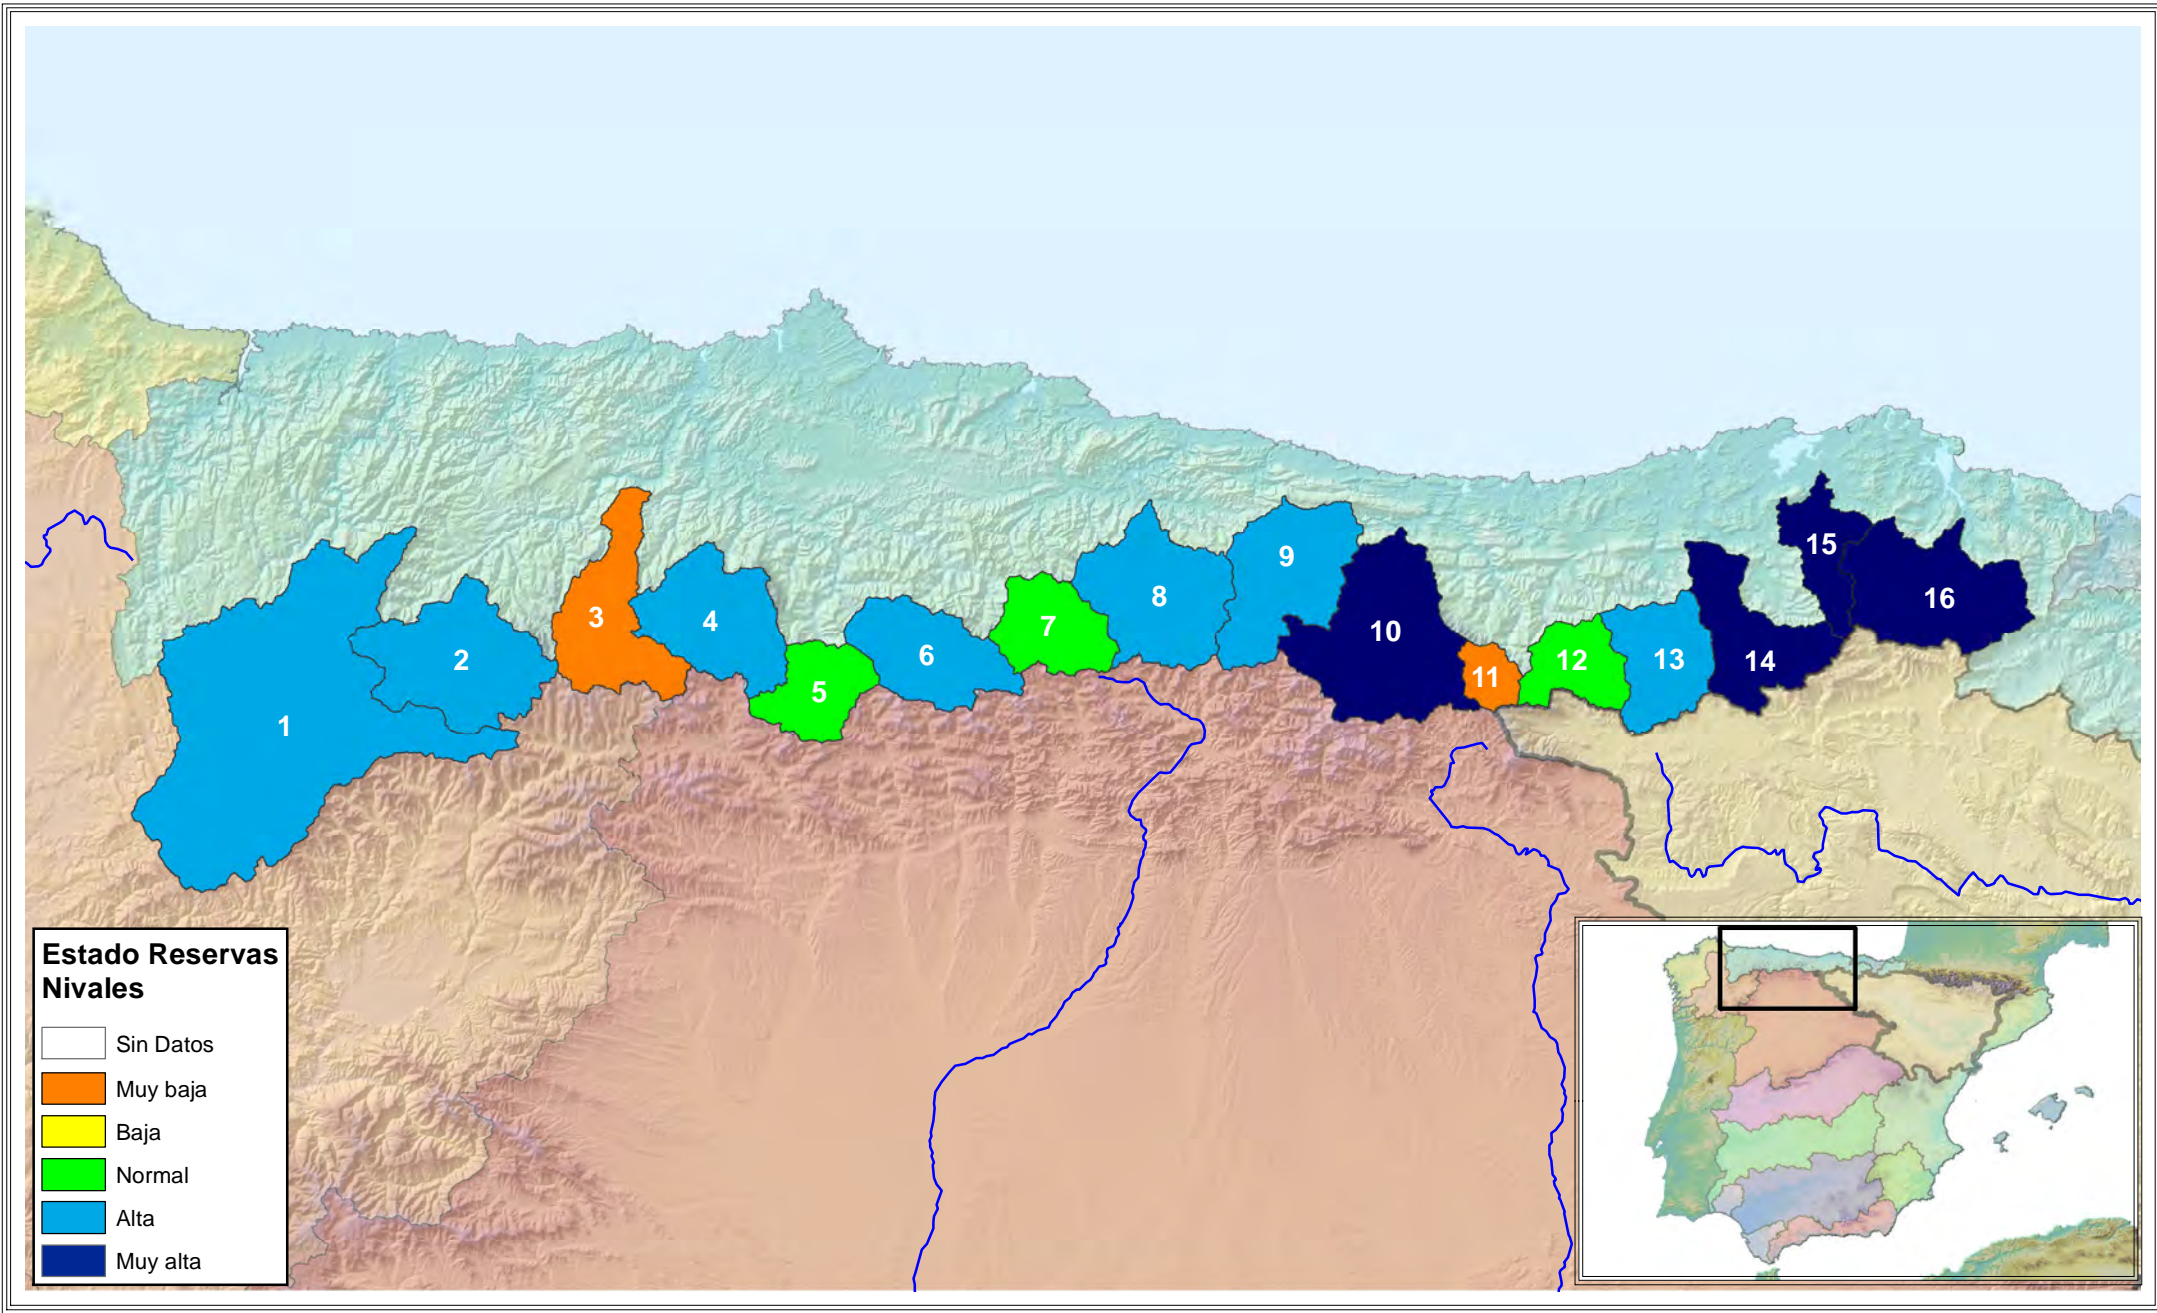 1
2
3
4
5
6
7
8
9
10
11
12
13
14
15
16
Estado Reservas
Nivales
Sin Datos
Muy baja
Baja
Normal
Alta
Muy alta